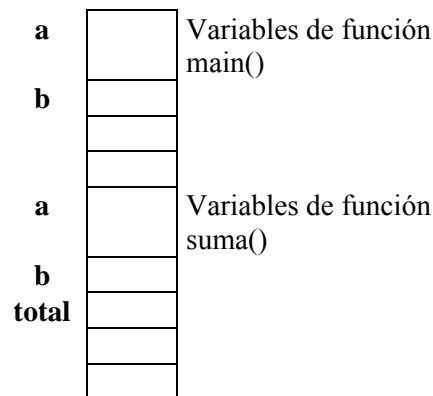 a Variables de función
main()
b
a Variables de función
suma()
b
total